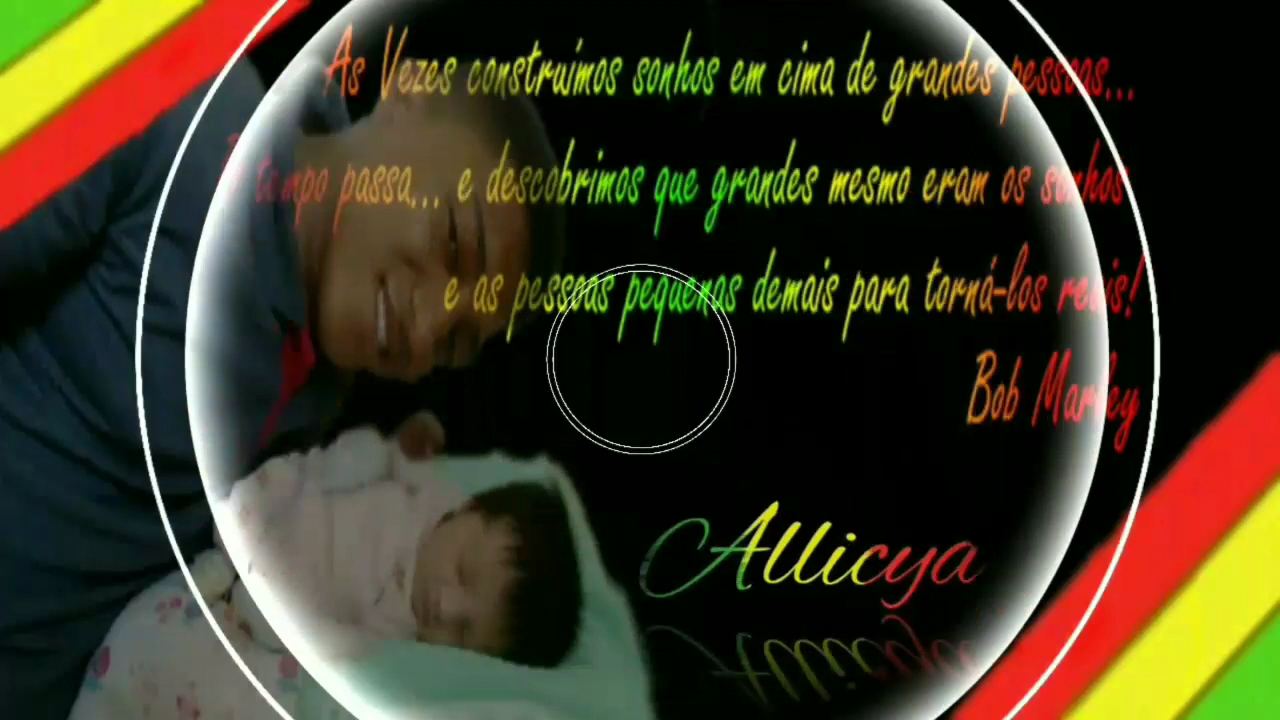 As Vezes construímos sonhos em cima de grandes pessoas...
O tempo passa... e descobrimos que grandes mesmo eram os sonhos
e as pessoas pequenas demais para torná-los reais!
Bob Marley
Allicya